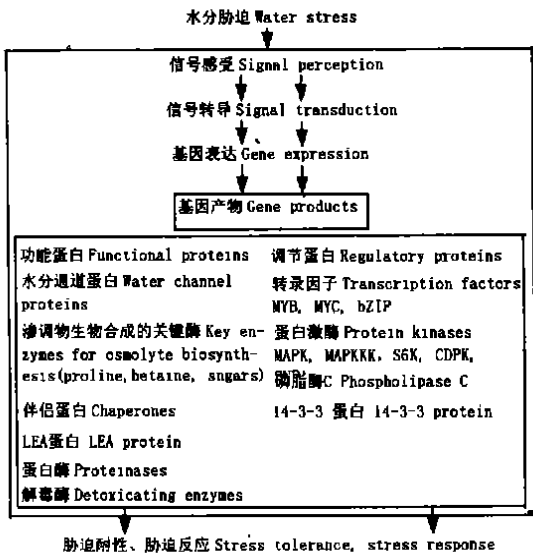 水分胁迫 Water stress
信号感受 Signal perception
信号转导 Signal transduction
基因表达 Gene expression
基因产物 Gene products
功能蛋白 Functional proteins
水分通道蛋白 Water channel
proteins
渗调物生物合成的关键酶 Key en-
zymes for osmolyte biosynth-
esis(proline, betaine, sngars)
伴侣蛋白 Chaperones
LEA蛋白 LEA protein
蛋白酶 Proteinases
解毒酶 Detoxicating enzymes
调节蛋白 Regulatory proteins
转录因子 Transcription factors
MYB, MYC, bZIP
蛋白激酶 Protein kinases
MAPK, MAPKKK, S6K, CDPK,
磷脂酶C Phospholipase C
14-3-3 蛋白 14-3-3 protein
胁迫耐性、胁迫反应 Stress tolerance, stress response